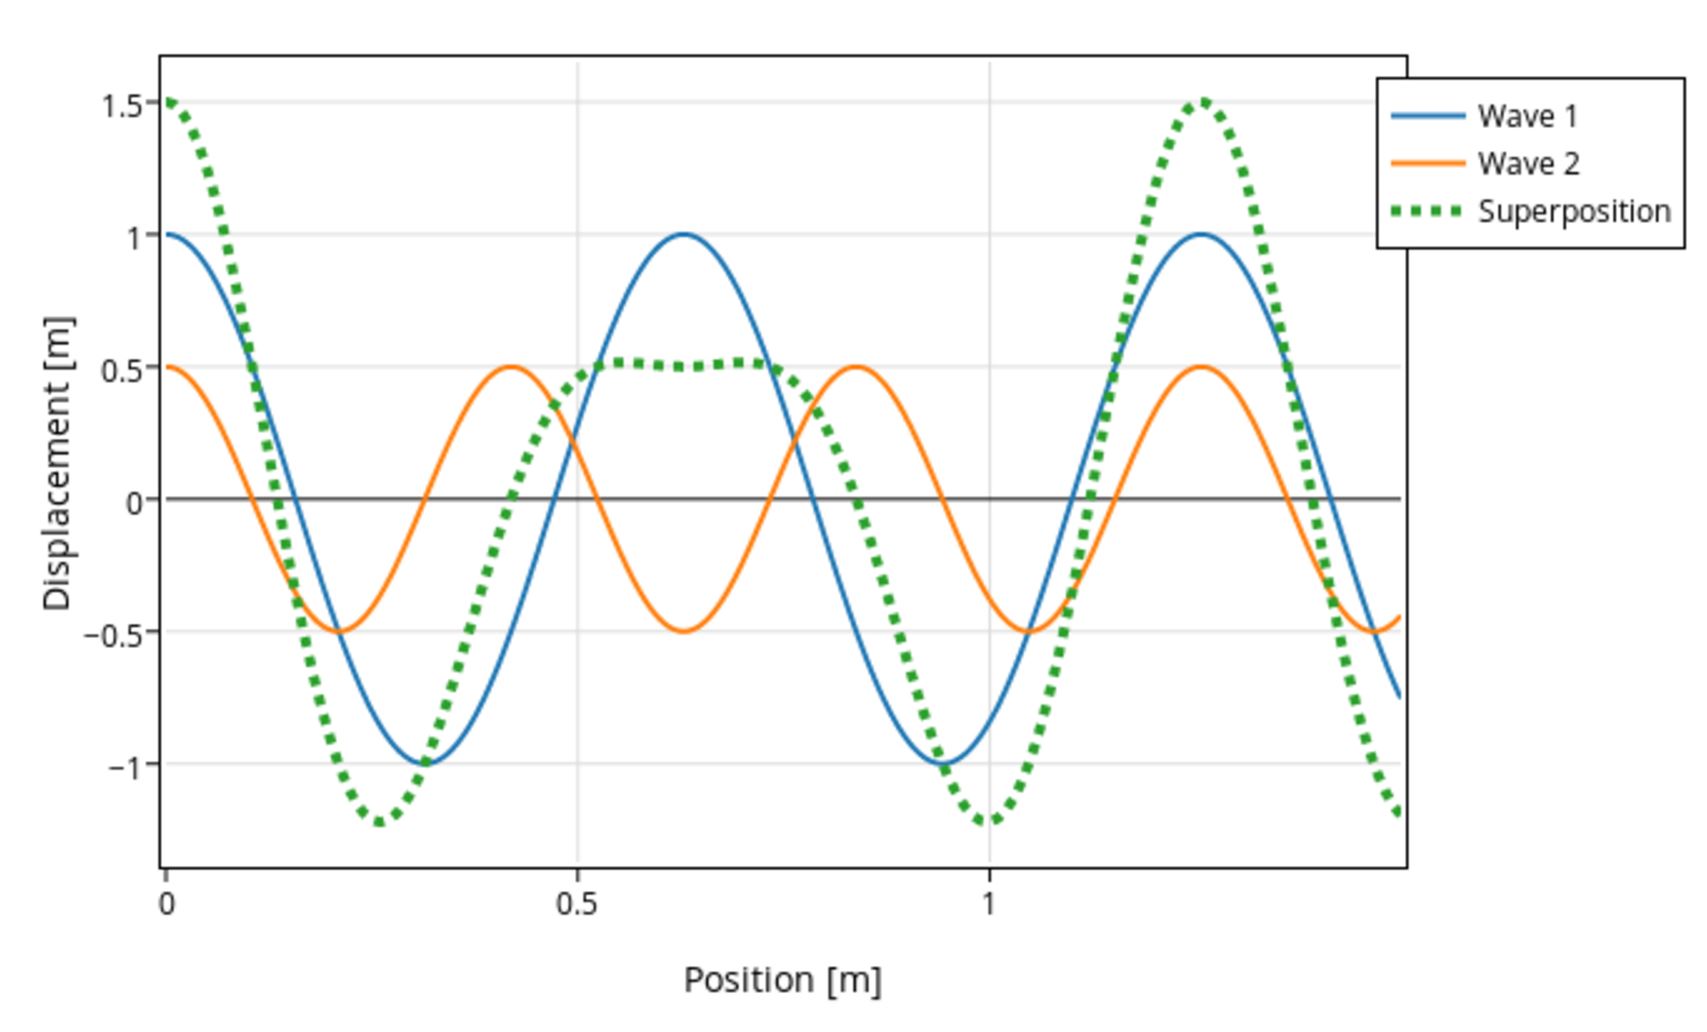 1.5
1
0.5
0
−0.5
−1
Displacement [m]
0
0.5
1
Position [m]
Wave 1
Wave 2
Superposition